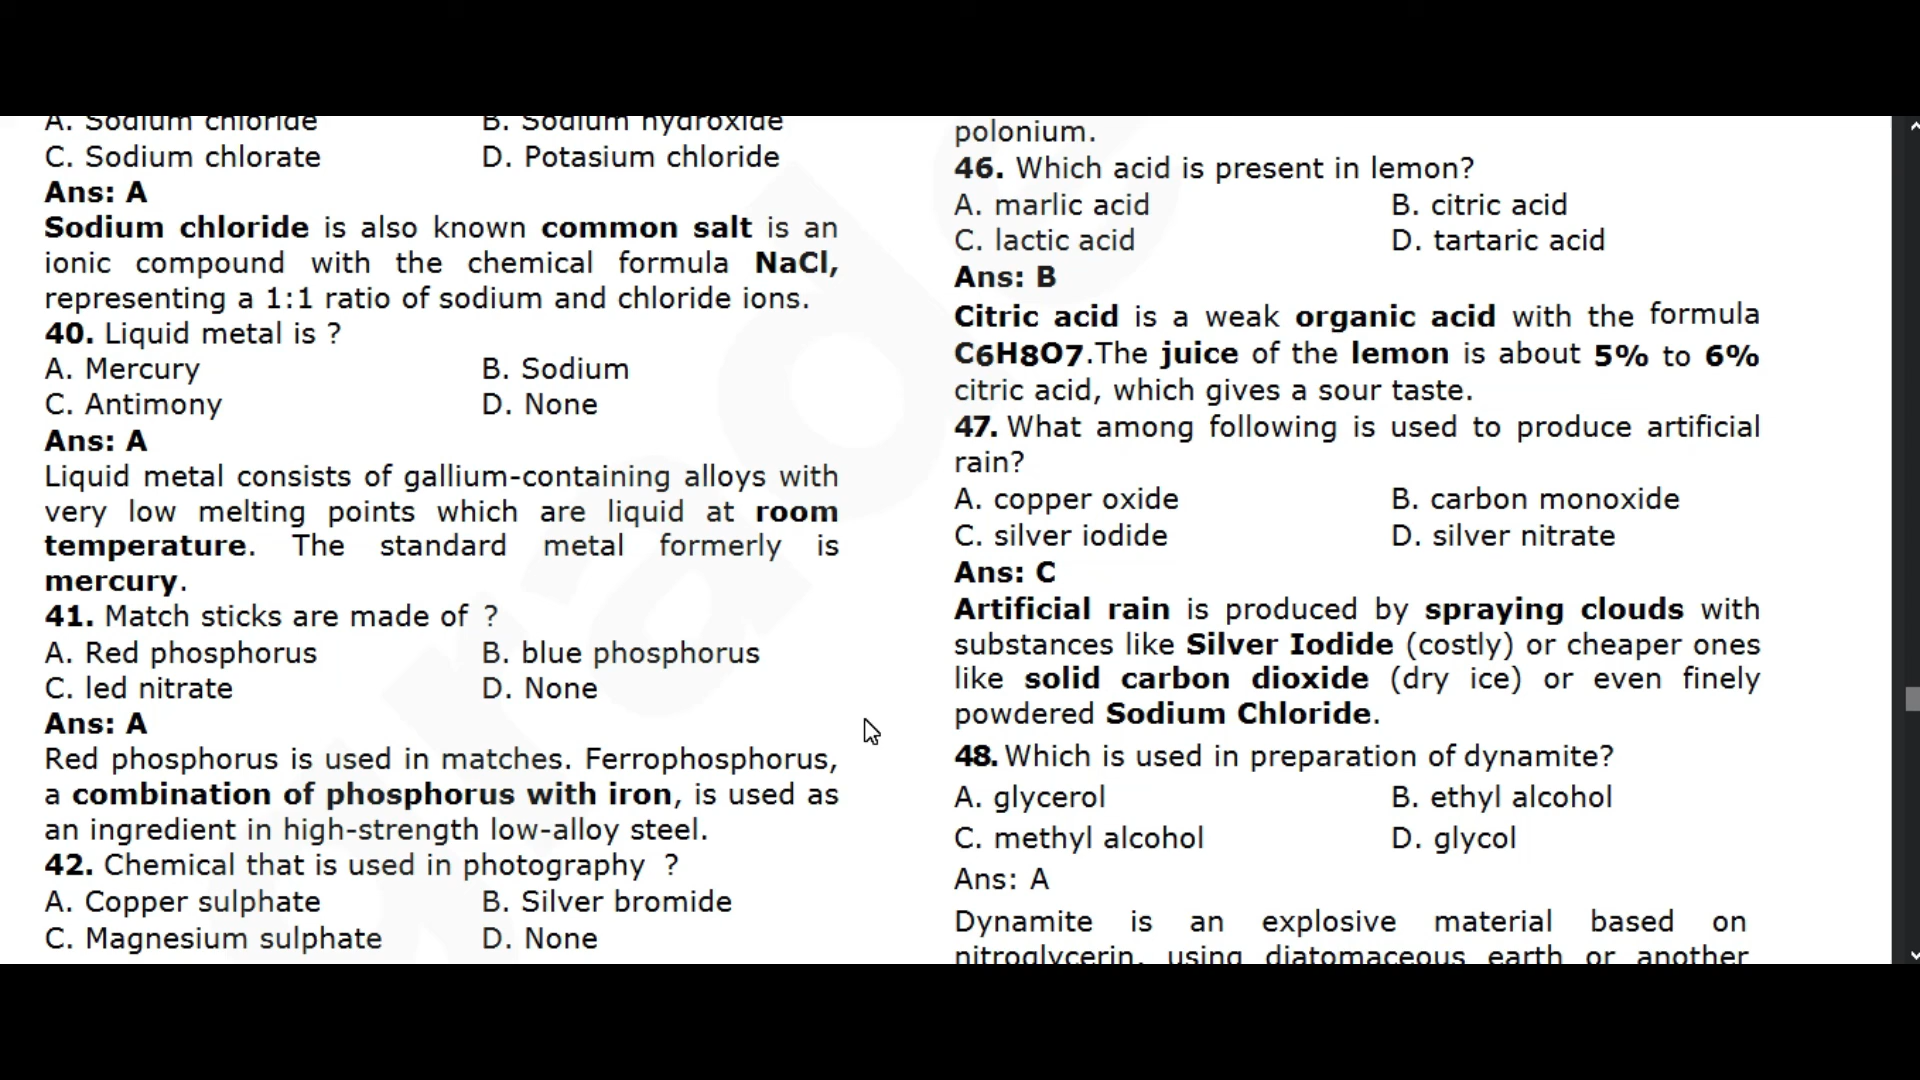 A. Sodium chloride B. Sodium hydroxide
C. Sodium chlorate D. Potasium chloride
Ans: A
Sodium chloride is also known common salt is an
ionic compound with the chemical formula NaCl,
representing a 1:1 ratio of sodium and chloride ions.
40. Liquid metal is ?
A. Mercury B. Sodium
C. Antimony D. None
Ans: A
Liquid metal consists of gallium-containing alloys with
very low melting points which are liquid at room
temperature. The standard metal formerly is
mercury.
41. Match sticks are made of ?
A. Red phosphorus B. blue phosphorus
C. led nitrate D. None
Ans: A
Red phosphorus is used in matches. Ferrophosphorus,
a combination of phosphorus with iron, is used as
an ingredient in high-strength low-alloy steel.
42. Chemical that is used in photography ?
A. Copper sulphate B. Silver bromide
C. Magnesium sulphate D. None
polonium.
46. Which acid is present in lemon?
A. marlic acid B. citric acid
C. lactic acid D. tartaric acid
Ans: B
Citric acid is a weak organic acid with the formula
C6H8O7.The juice of the lemon is about 5% to 6%
citric acid, which gives a sour taste.
47. What among following is used to produce artificial
rain?
A. copper oxide B. carbon monoxide
C. silver iodide D. silver nitrate
Ans: C
Artificial rain is produced by spraying clouds with
substances like Silver Iodide (costly) or cheaper ones
like solid carbon dioxide (dry ice) or even finely
powdered Sodium Chloride.
48. Which is used in preparation of dynamite?
A. glycerol B. ethyl alcohol
C. methyl alcohol D. glycol
Ans: A
Dynamite is an explosive material based on
nitroglycerin, using diatomaceous earth or another